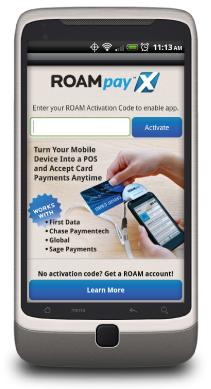 11:13 AM
ROAMpay™ X
Enter your ROAM Activation Code to enable app.
Activate
Turn Your Mobile
Device Into a POS
and Accept Card
Payments Anytime
WORKS
WITH
• First Data
• Chase Paymentech
• Global
• Sage Payments
No activation code? Get a ROAM account!
Learn More
menu